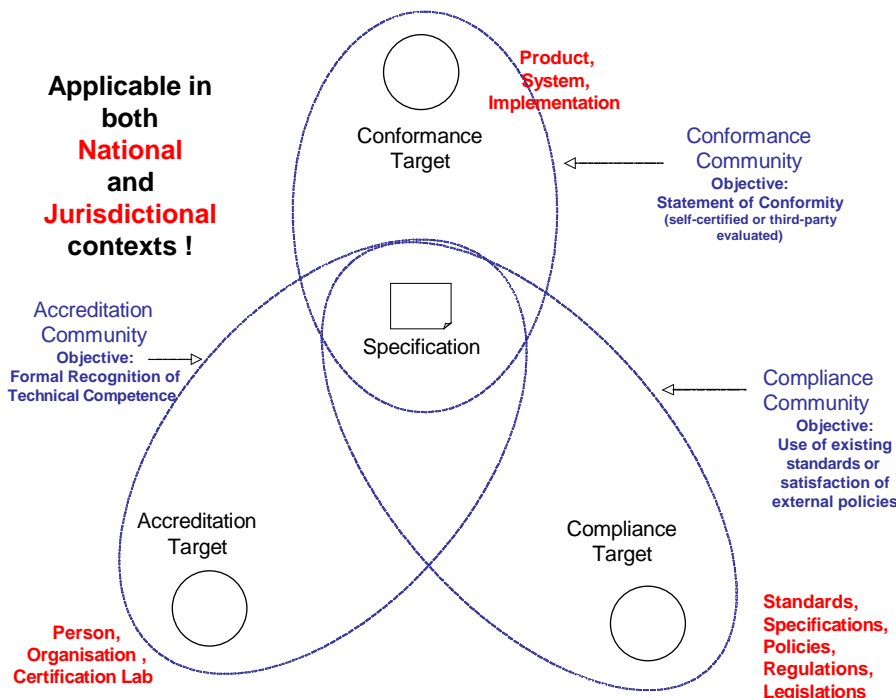 Applicable in
both
National
and
Jurisdictional
contexts !
Product,
System,
Implementation
Conformance
Target
Conformance
Community
Objective:
Statement of Conformity
(self-certified or third-party
evaluated)
Accreditation
Community
Objective:
Formal Recognition of
Technical Competence
Specification
Compliance
Community
Objective:
Use of existing
standards or
satisfaction of
external policies
Accreditation
Target
Compliance
Target
Person,
Organisation ,
Certification Lab
Standards,
Specifications,
Policies,
Regulations,
Legislations